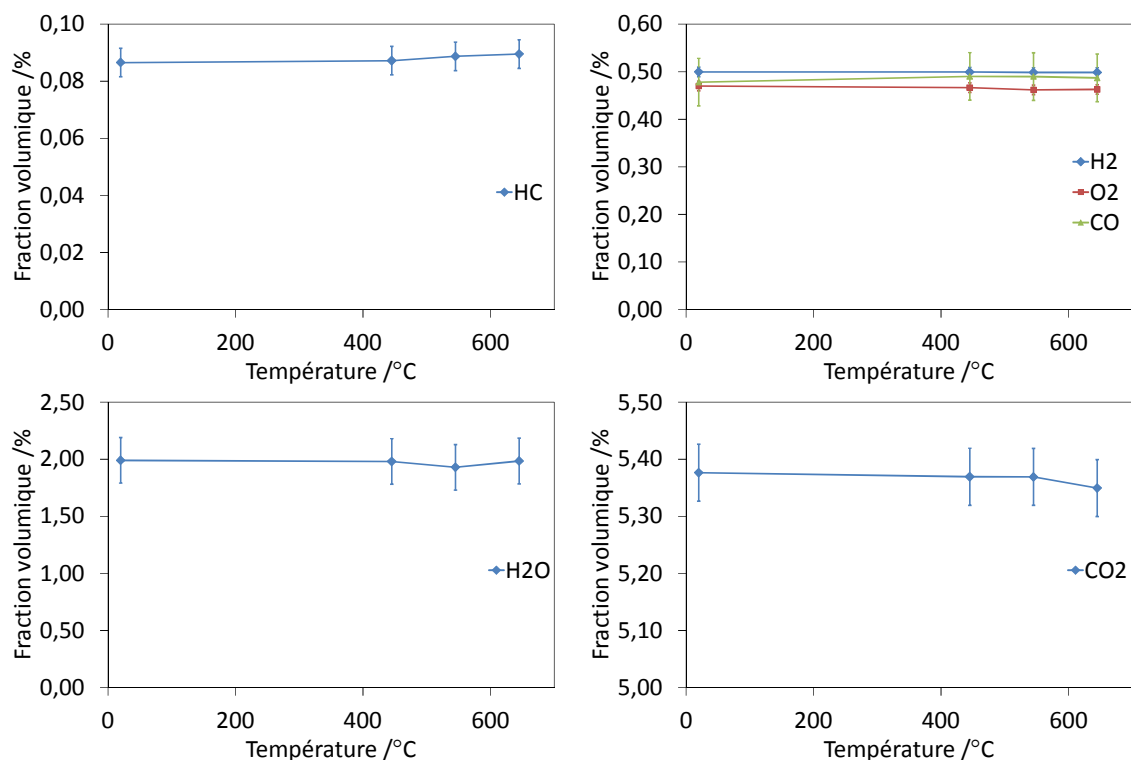 Fraction volumique /%
0,10
0,08
0,06
0,04
0,02
0,00
HC
0
200
400
600
Température /°C
Fraction volumique /%
0,60
0,50
0,40
0,30
0,20
0,10
0,00
H2
O2
CO
0
200
400
600
Température /°C
Fraction volumique /%
2,50
2,00
1,50
1,00
0,50
0,00
H2O
0
200
400
600
Température /°C
Fraction volumique /%
5,50
5,40
5,30
5,20
5,10
5,00
CO2
0
200
400
600
Température /°C